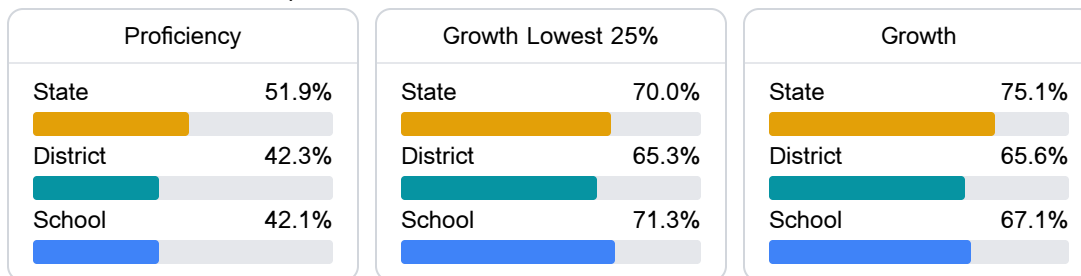 Proficiency
State 51.9%
District 42.3%
School 42.1%
Growth Lowest 25%
State 70.0%
District 65.3%
School 71.3%
Growth
State 75.1%
District 65.6%
School 67.1%